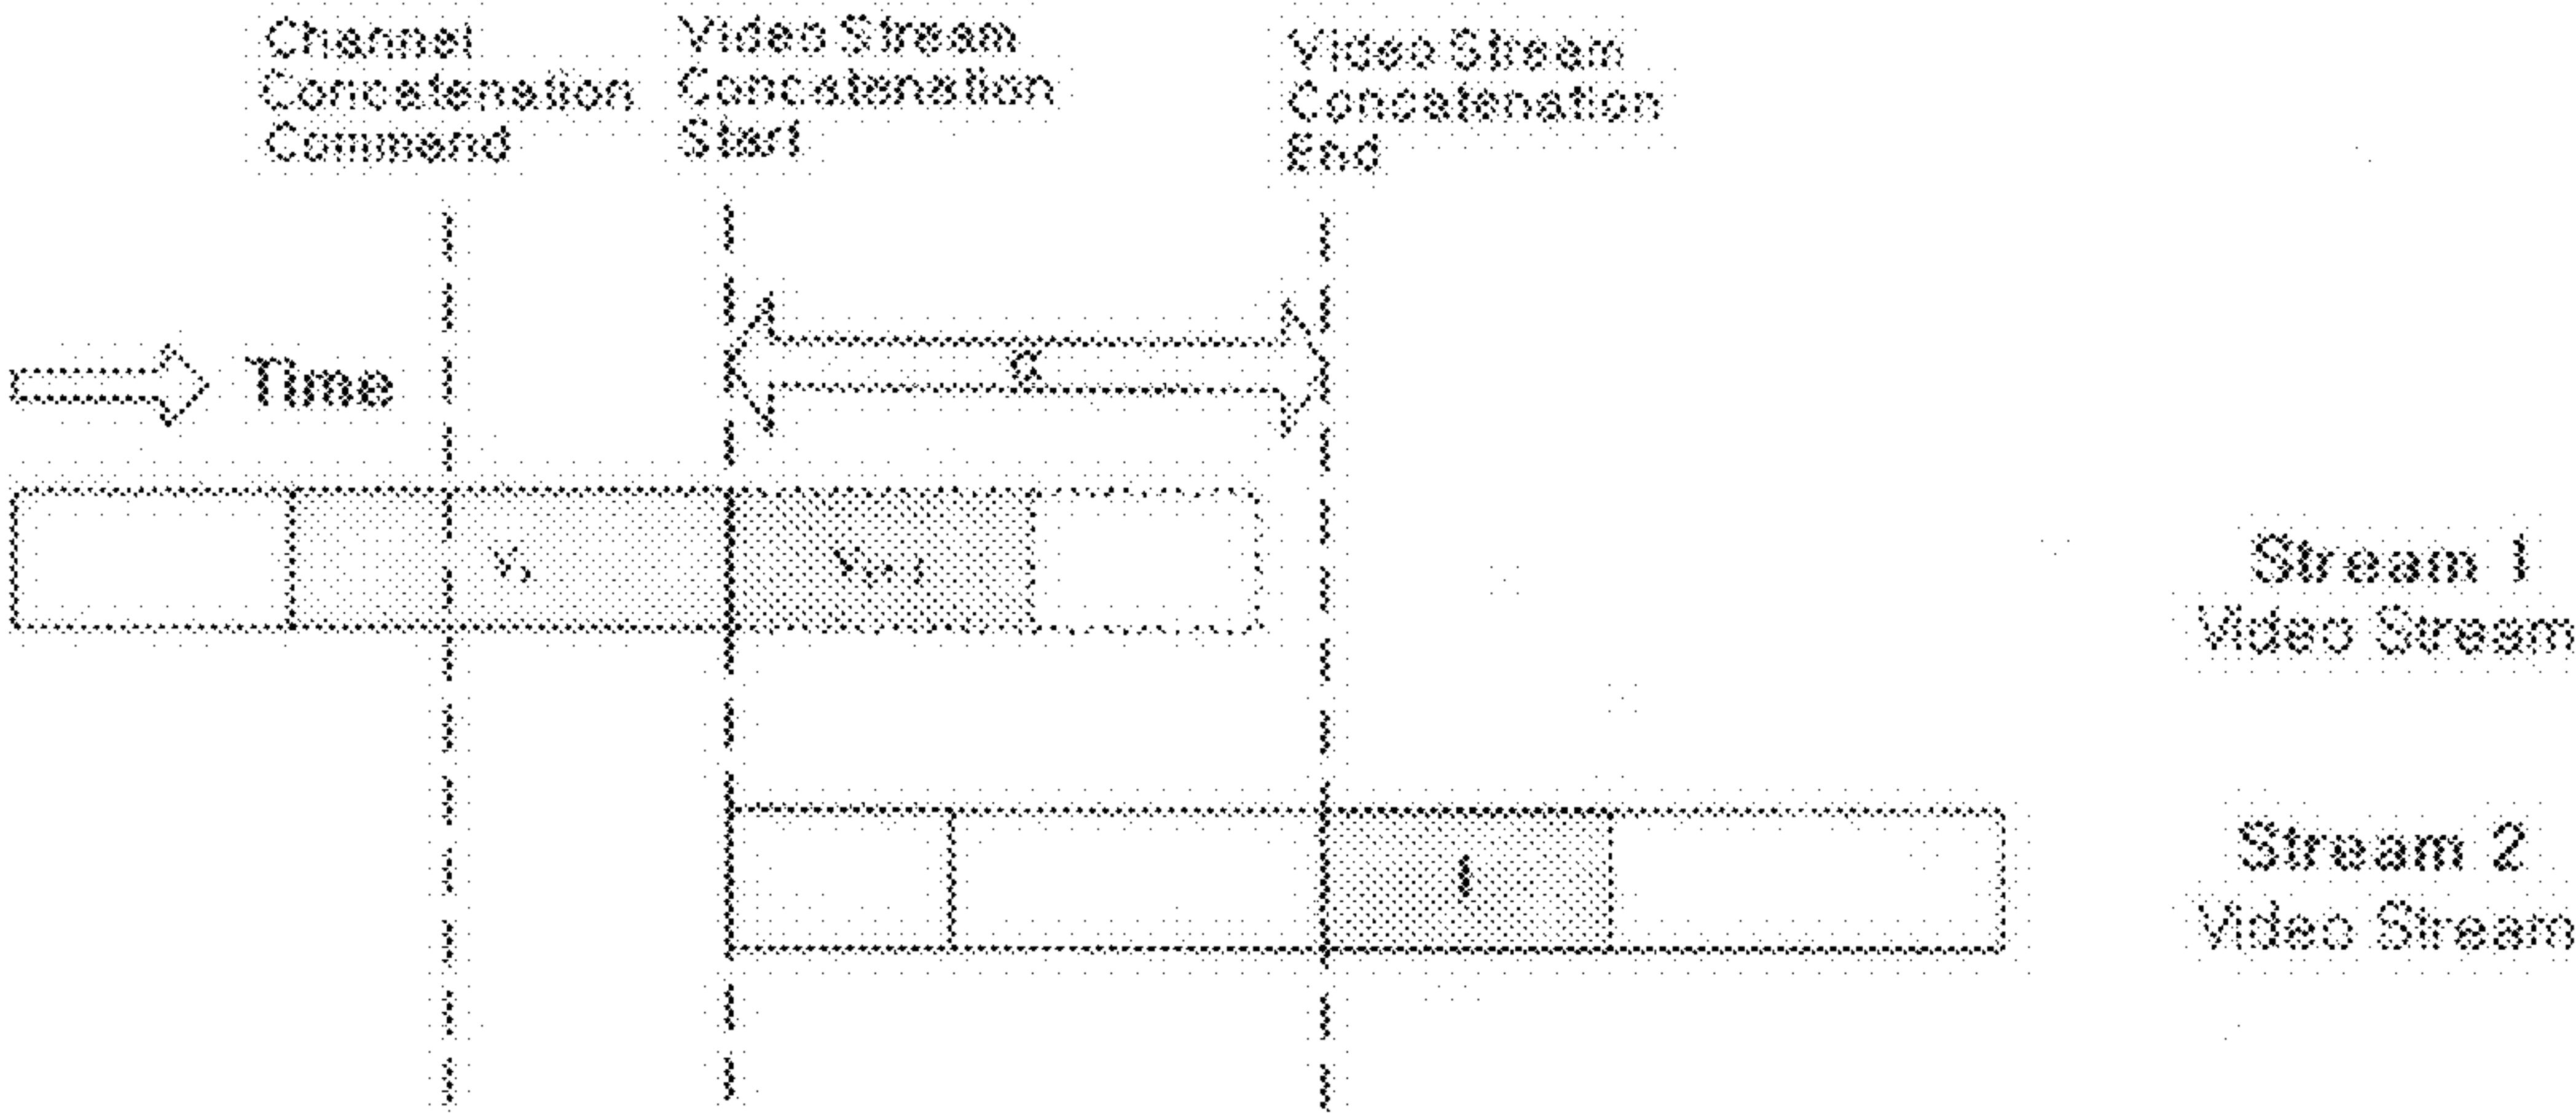 Channel
Concatenation
Command
Video Stream
Concatenation
Start
Video Stream
Concatenation
End
Time
Stream 1
Video Stream
I
Stream 2
Video Stream